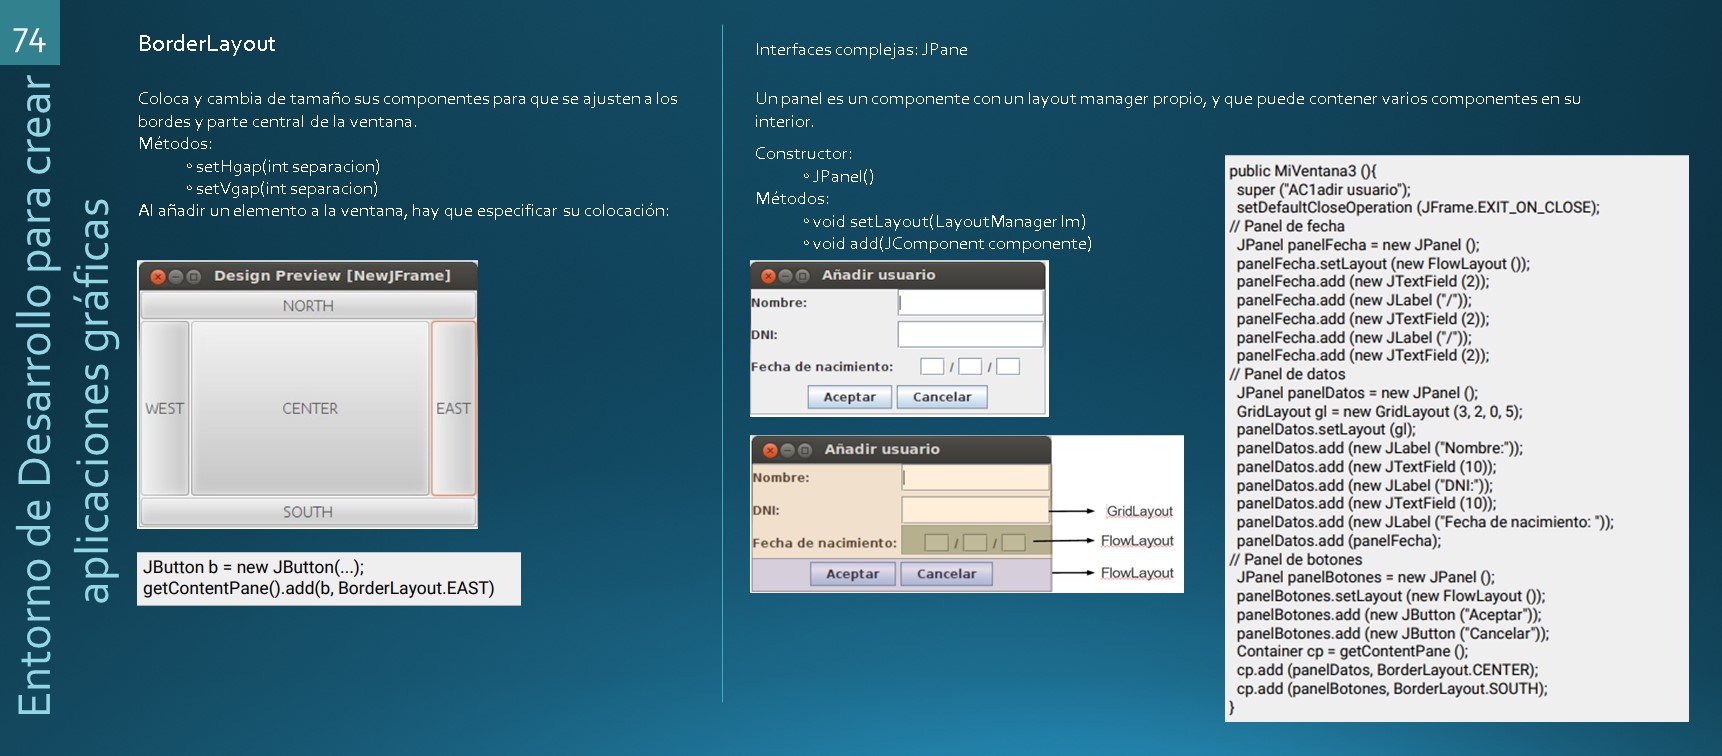 74
Entorno de Desarrollo para crear
aplicaciones gráficas
BorderLayout
Coloca y cambia de tamaño sus componentes para que se ajusten a los
bordes y parte central de la ventana.
Métodos:
◦ setHgap(int separacion)
◦ setVgap(int separacion)
Al añadir un elemento a la ventana, hay que especificar su colocación:
Design Preview [NewJFrame]
NORTH
WEST
CENTER
EAST
SOUTH
JButton b = new JButton(...);
getContentPane().add(b, BorderLayout.EAST)
Interfaces complejas: JPane
Un panel es un componente con un layout manager propio, y que puede contener varios componentes en su
interior.
Constructor:
◦ JPanel()
Métodos:
◦ void setLayout(LayoutManager lm)
◦ void add(JComponent componente)
Añadir usuario
Nombre:
DNI:
Fecha de nacimiento: / /
Aceptar Cancelar
Añadir usuario
Nombre:
DNI:
GridLayout
Fecha de nacimiento: / /
FlowLayout
Aceptar Cancelar
FlowLayout
public MiVentana3 (){
super ("AC1adir usuario");
setDefaultCloseOperation (JFrame.EXIT_ON_CLOSE);
// Panel de fecha
JPanel panelFecha = new JPanel ();
panelFecha.setLayout (new FlowLayout ());
panelFecha.add (new JTextField (2));
panelFecha.add (new JLabel ("/"));
panelFecha.add (new JTextField (2));
panelFecha.add (new JLabel ("/"));
panelFecha.add (new JTextField (2));
// Panel de datos
JPanel panelDatos = new JPanel ();
GridLayout gl = new GridLayout (3, 2, 0, 5);
panelDatos.setLayout (gl);
panelDatos.add (new JLabel ("Nombre:"));
panelDatos.add (new JTextField (10));
panelDatos.add (new JLabel ("DNI:"));
panelDatos.add (new JTextField (10));
panelDatos.add (new JLabel ("Fecha de nacimiento: "));
panelDatos.add (panelFecha);
// Panel de botones
JPanel panelBotones = new JPanel ();
panelBotones.setLayout (new FlowLayout ());
panelBotones.add (new JButton ("Aceptar"));
panelBotones.add (new JButton ("Cancelar"));
Container cp = getContentPane ();
cp.add (panelDatos, BorderLayout.CENTER);
cp.add (panelBotones, BorderLayout.SOUTH);
}